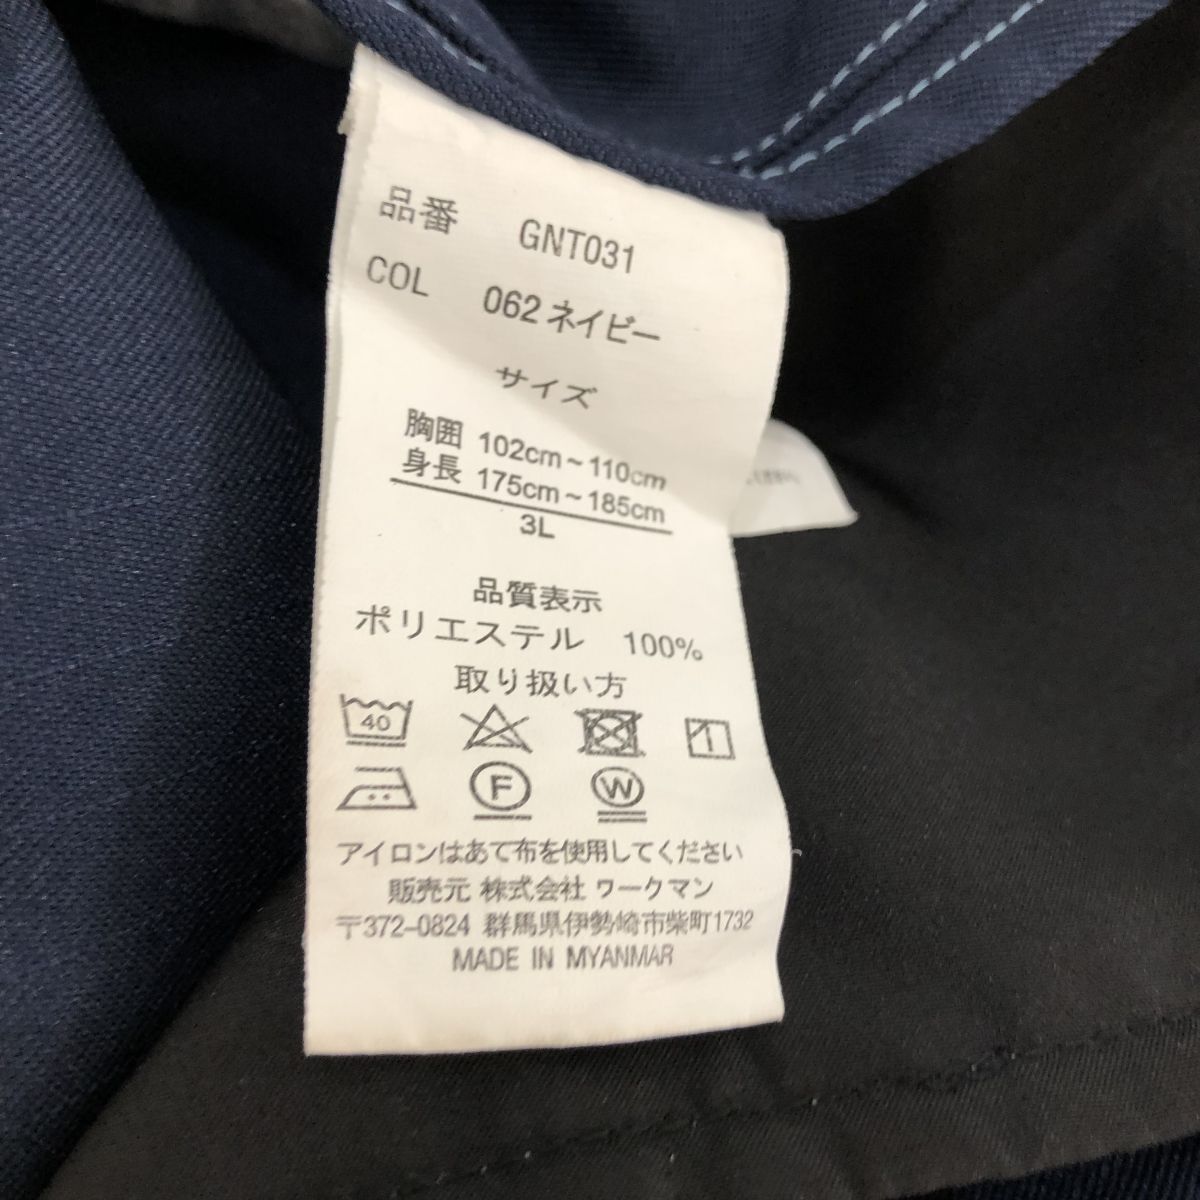 品番 GNT031
COL 062ネイビー
サイズ
胸囲 102cm～110cm
身長 175cm～185cm
3L
品質表示
ポリエステル 100%
取り扱い方
40
F W
アイロンはあて布を使用してください
販売元 株式会社 ワークマン
〒372-0824 群馬県伊勢崎市柴町1732
MADE IN MYANMAR